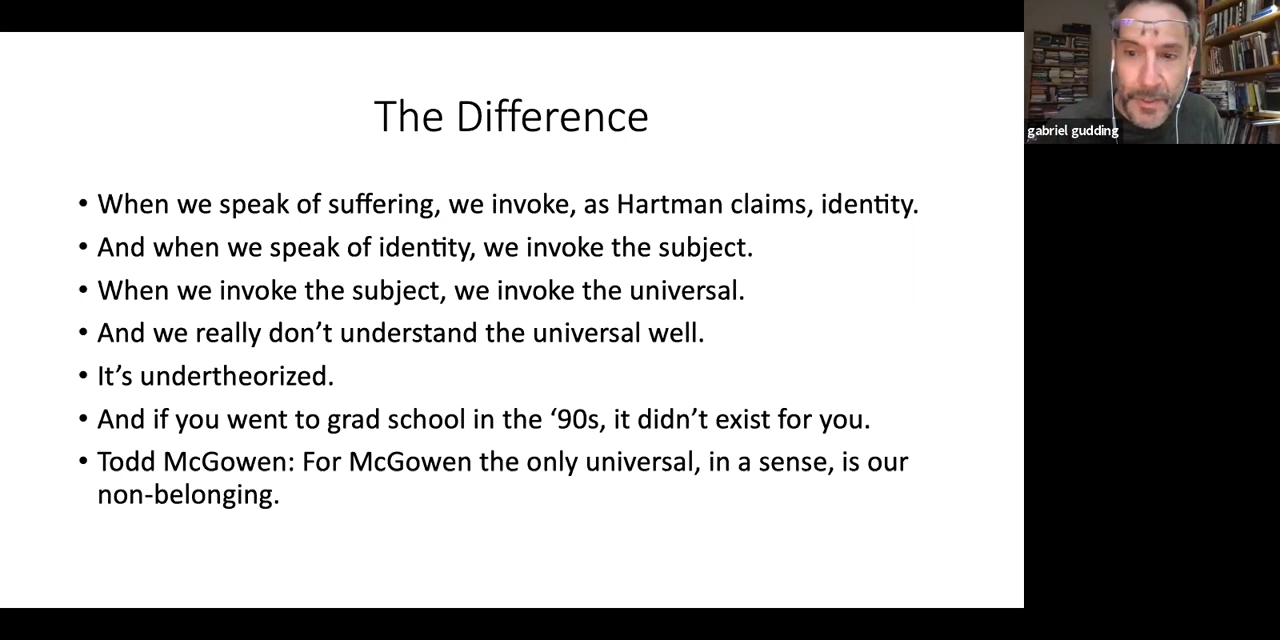 The Difference
• When we speak of suffering, we invoke, as Hartman claims, identity.
• And when we speak of identity, we invoke the subject.
• When we invoke the subject, we invoke the universal.
• And we really don’t understand the universal well.
• It’s undertheorized.
• And if you went to grad school in the ‘90s, it didn’t exist for you.
• Todd McGowen: For McGowen the only universal, in a sense, is our
non-belonging.
gabriel gudding